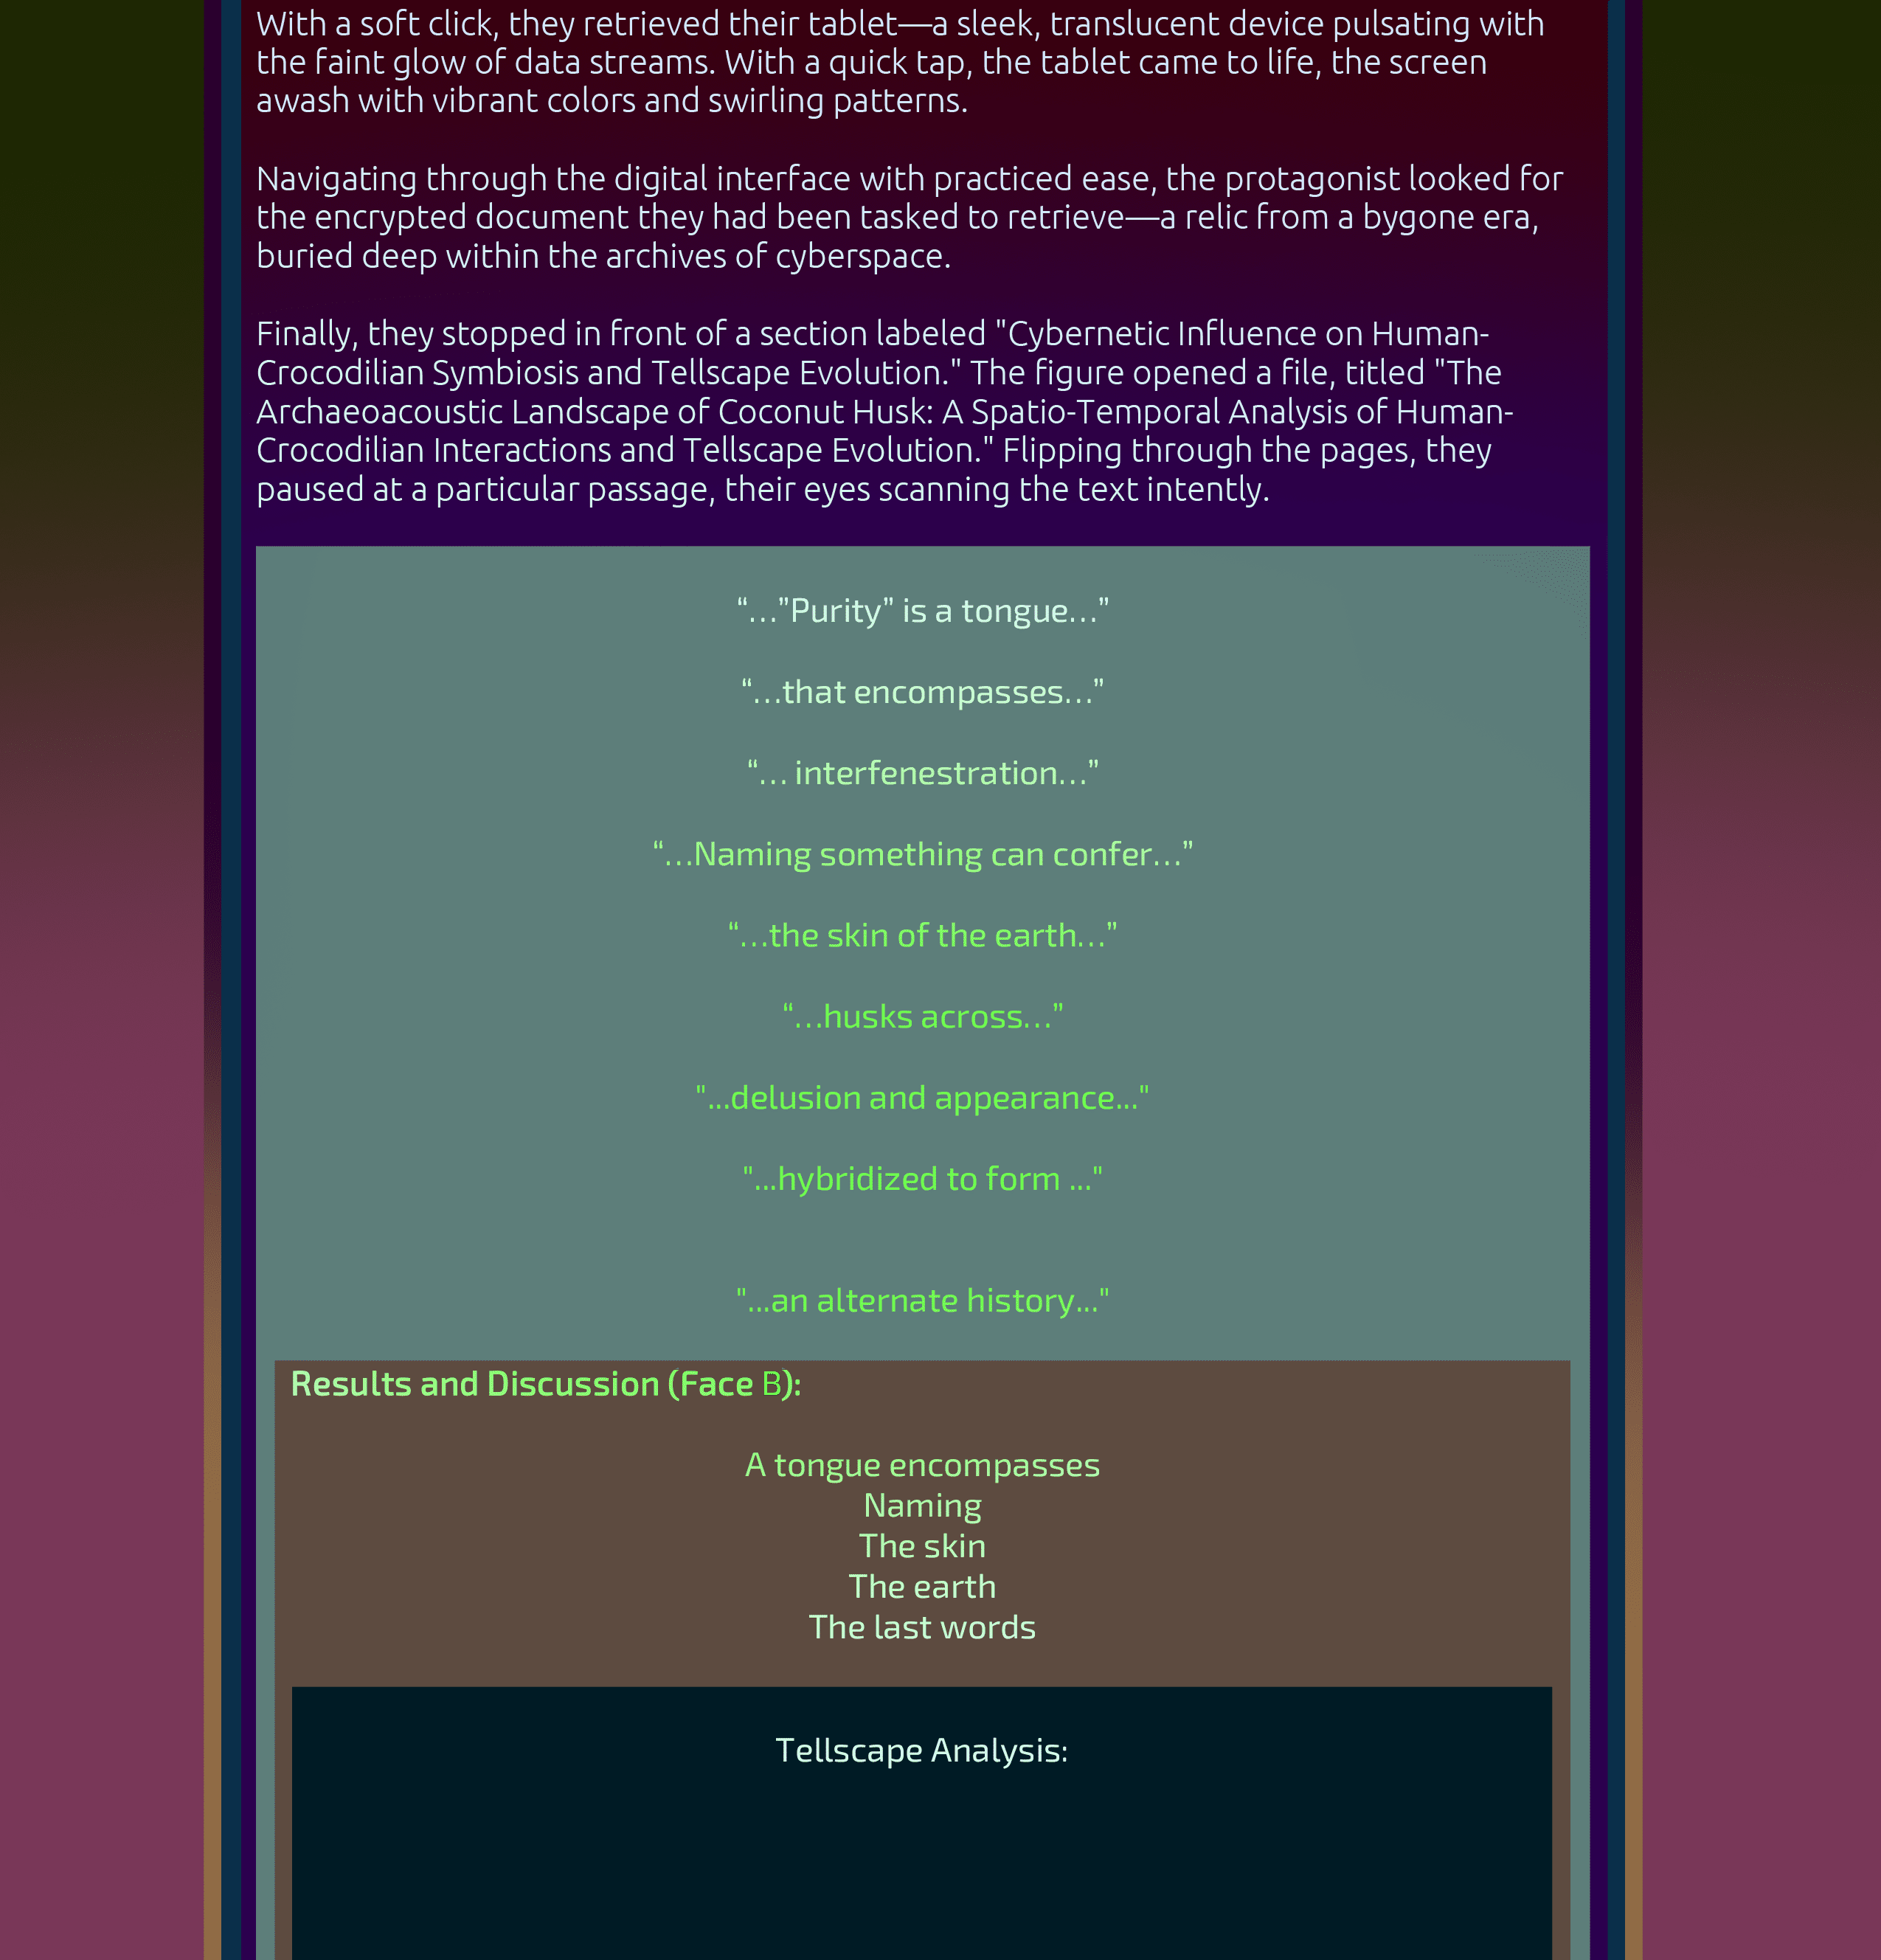 With a soft click, they retrieved their tablet—a sleek, translucent device pulsating with
the faint glow of data streams. With a quick tap, the tablet came to life, the screen
awash with vibrant colors and swirling patterns.
Navigating through the digital interface with practiced ease, the protagonist looked for
the encrypted document they had been tasked to retrieve—a relic from a bygone era,
buried deep within the archives of cyberspace.
Finally, they stopped in front of a section labeled "Cybernetic Influence on Human-
Crocodilian Symbiosis and Tellscape Evolution." The figure opened a file, titled "The
Archaeoacoustic Landscape of Coconut Husk: A Spatio-Temporal Analysis of Human-
Crocodilian Interactions and Tellscape Evolution." Flipping through the pages, they
paused at a particular passage, their eyes scanning the text intently.
“…”Purity” is a tongue…”
“…that encompasses…”
“… interfenestration…”
“…Naming something can confer…”
“…the skin of the earth…”
“…husks across…”
"...delusion and appearance..."
"...hybridized to form ..."
"...an alternate history..."
Results and Discussion (Face B):
A tongue encompasses
Naming
The skin
The earth
The last words
Tellscape Analysis: